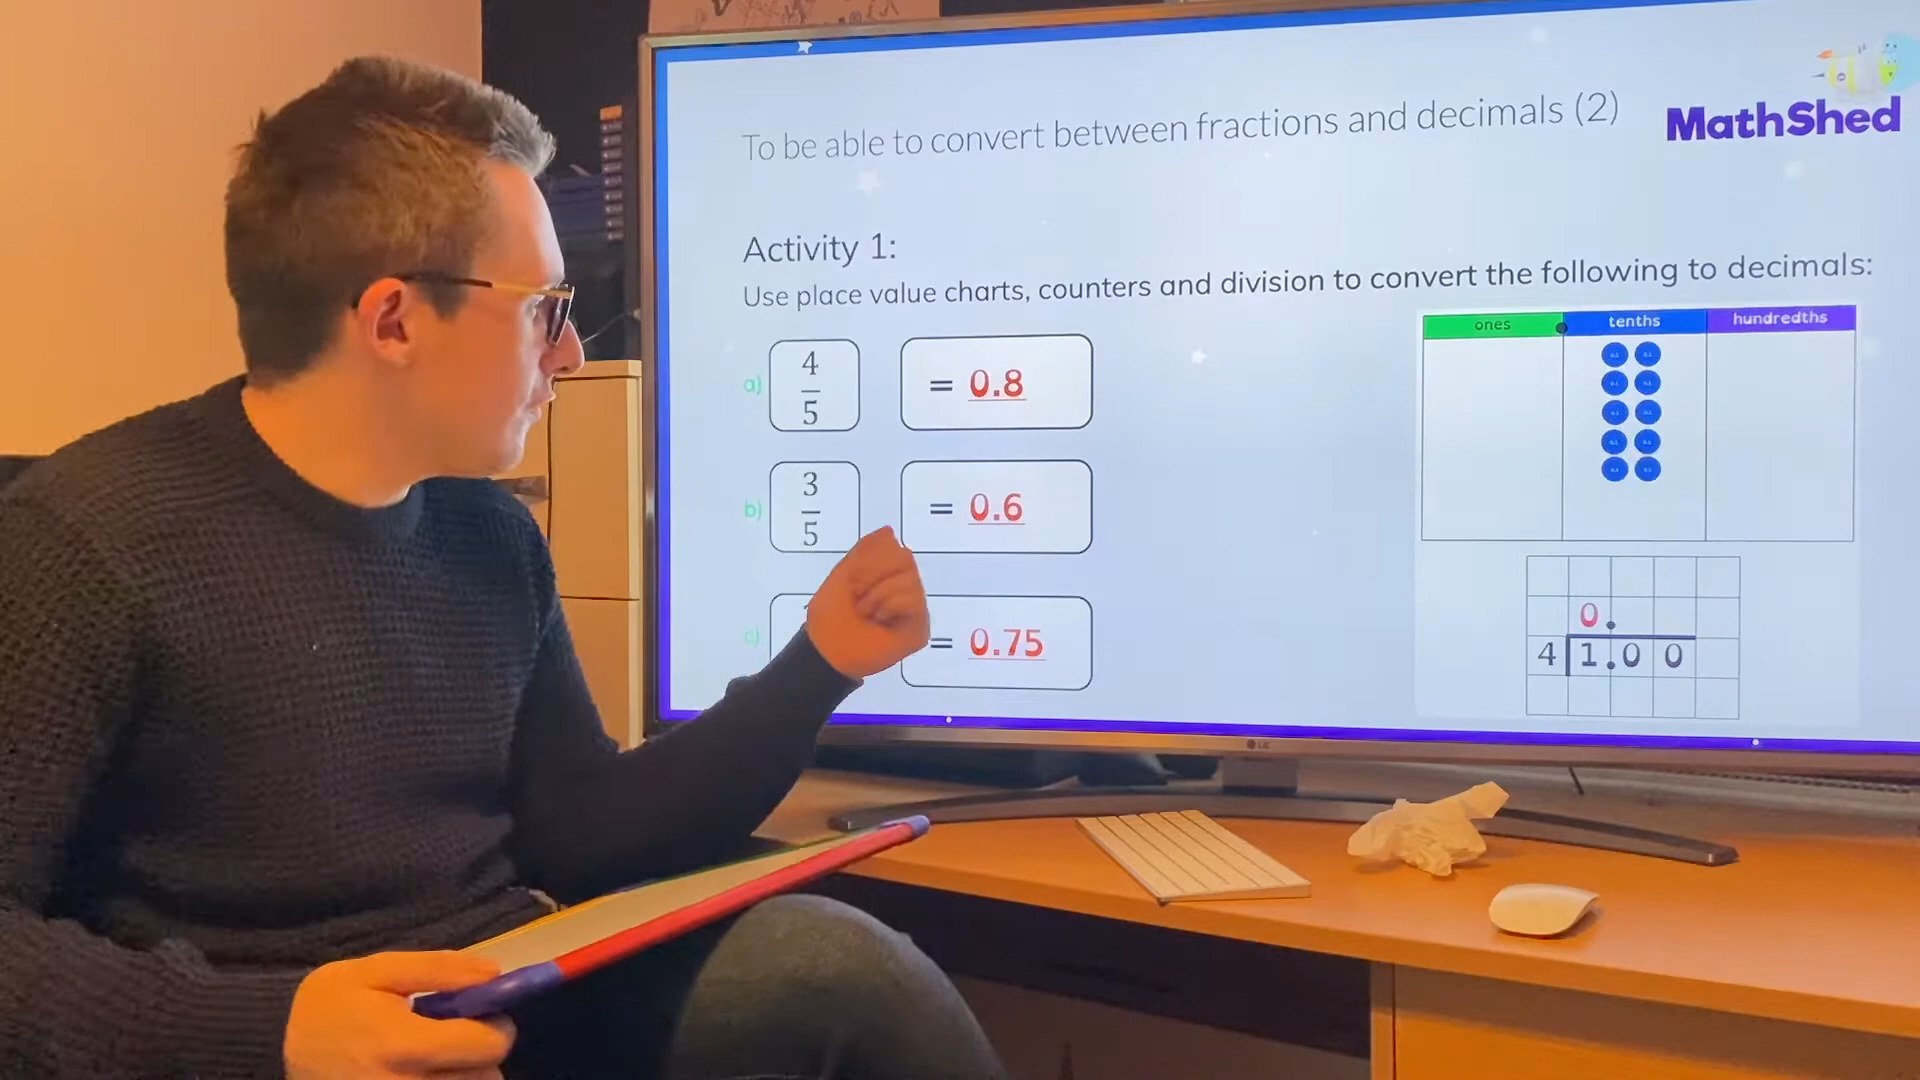 To be able to convert between fractions and decimals (2)
MathShed
Activity 1:
Use place value charts, counters and division to convert the following to decimals:
a) 4/5 = 0.8
b) 3/5 = 0.6
= 0.75
ones tenths hundredths
0.
4 1.00
LG